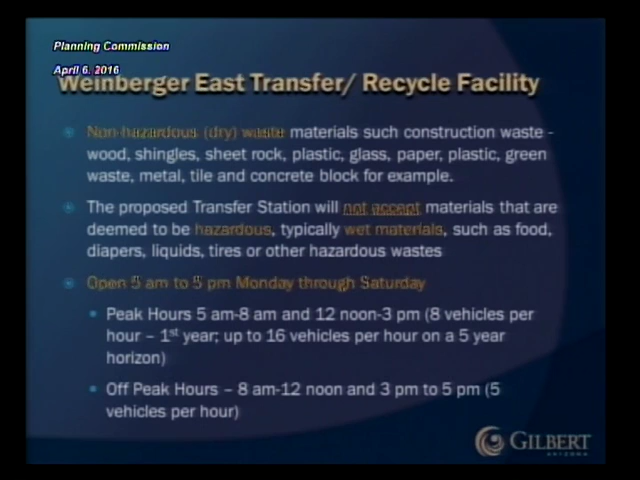 Planning Commission
April 6, 2016
Weinberger East Transfer/ Recycle Facility
Non-hazardous (dry) waste materials such construction waste -
wood, shingles, sheet rock, plastic, glass, paper, plastic, green
waste, metal, tile and concrete block for example.
The proposed Transfer Station will not accept materials that are
deemed to be hazardous, typically wet materials, such as food,
diapers, liquids, tires or other hazardous wastes
Open 5 am to 5 pm Monday through Saturday
Peak Hours 5 am-8 am and 12 noon-3 pm (8 vehicles per
hour – 1st year; up to 16 vehicles per hour on a 5 year
horizon)
Off Peak Hours – 8 am-12 noon and 3 pm to 5 pm (5
vehicles per hour)
GILBERT
ARIZONA